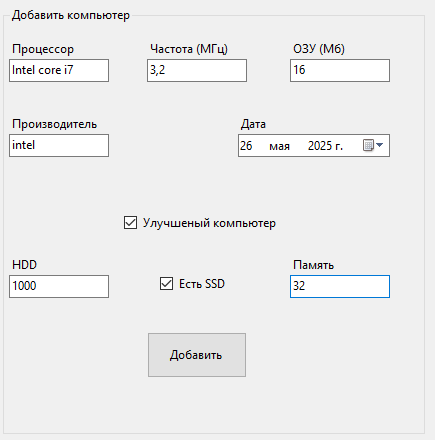 Добавить компьютер
Процессор Частота (МГц) ОЗУ (Мб)
Intel core i7 3,2 16
Производитель Дата
intel 26 мая 2025 г.
Улучшеный компьютер
HDD Память
1000 Есть SSD 32
Добавить